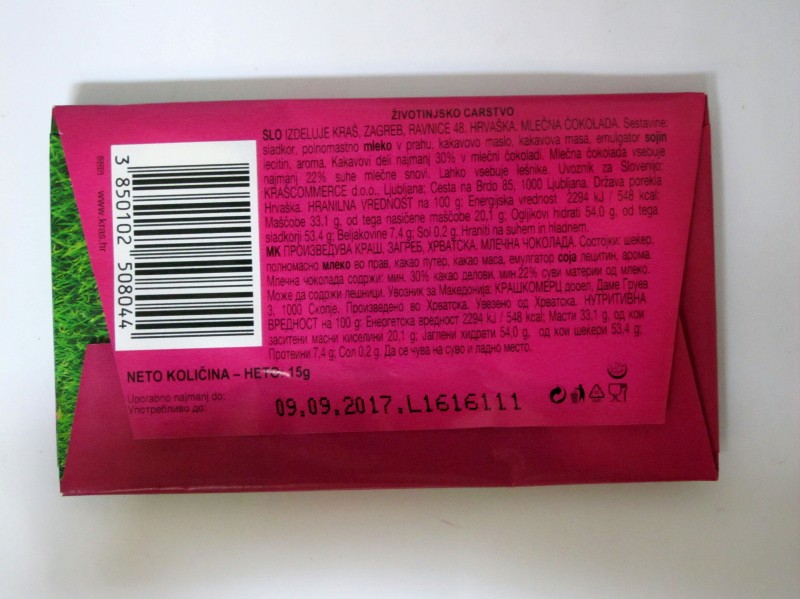 ŽIVOTINJSKO CARSTVO
SLO IZDELUJE KRAŠ, ZAGREB, RAVNICE 48, HRVAŠKA. MLEČNA ČOKOLADA. Sestavine:
sladkor, polnomastno mleko v prahu, kakavovo maslo, kakavova masa, emulgator sojin
lecitin, aroma. Kakavovi deli najmanj 30% v mlečni čokoladi. Mlečna čokolada vsebuje
najmanj 22% suhe mlečne snovi. Lahko vsebuje lešnike. Uvoznik za Slovenijo:
KRAŠCOMMERCE d.o.o., Ljubljana; Cesta na Brdo 85, 1000 Ljubljana. Država porekla
Hrvaška. HRANILNA VREDNOST na 100 g: Energijska vrednost 2294 kJ / 548 kcal;
Maščobe 33,1 g, od tega nasičene maščobe 20,1 g; Ogljikovi hidrati 54,0 g, od tega
sladkorji 53,4 g; Beljakovine 7,4 g; Sol 0,2 g. Hraniti na suhem in hladnem.
MK ПРОИЗВЕДУВА КРАШ, ЗАГРЕБ, ХРВАТСКА. МЛЕЧНА ЧОКОЛАДА. Состојки: шеќер,
полномасно млеко во прав, какао путер, какао маса, емулгатор соја лецитин, арома.
Млечна чоколада содржи: мин. 30% какао делови, мин.22% суви материи од млеко.
Може да содржи лешници. Увозник за Македонија: КРАШКОМЕРЦ дооел, Даме Груев
3, 1000 Скопје. Произведено во Хрватска. Увезено од Хрватска. НУТРИТИВНА
ВРЕДНОСТ на 100 g: Енергетска вредност 2294 kJ / 548 kcal; Масти 33,1 g, од кои
заситени масни киселини 20,1 g; Јаглени хидрати 54,0 g, од кои шеќери 53,4 g;
Протеини 7,4 g; Сол 0,2 g. Да се чува на суво и ладно место.
www.kras.hr
3 850102 508044
NETO KOLIČINA – НЕТО: 15g
Uporabno najmanj do:
Употребливо до:
09.09.2017.L1616111